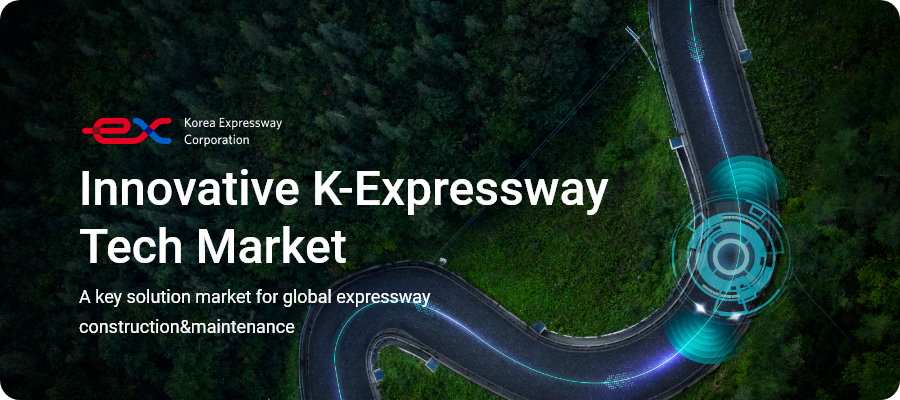 ex
Korea Expressway
Corporation
Innovative K-Expressway
Tech Market
A key solution market for global expressway
construction&maintenance